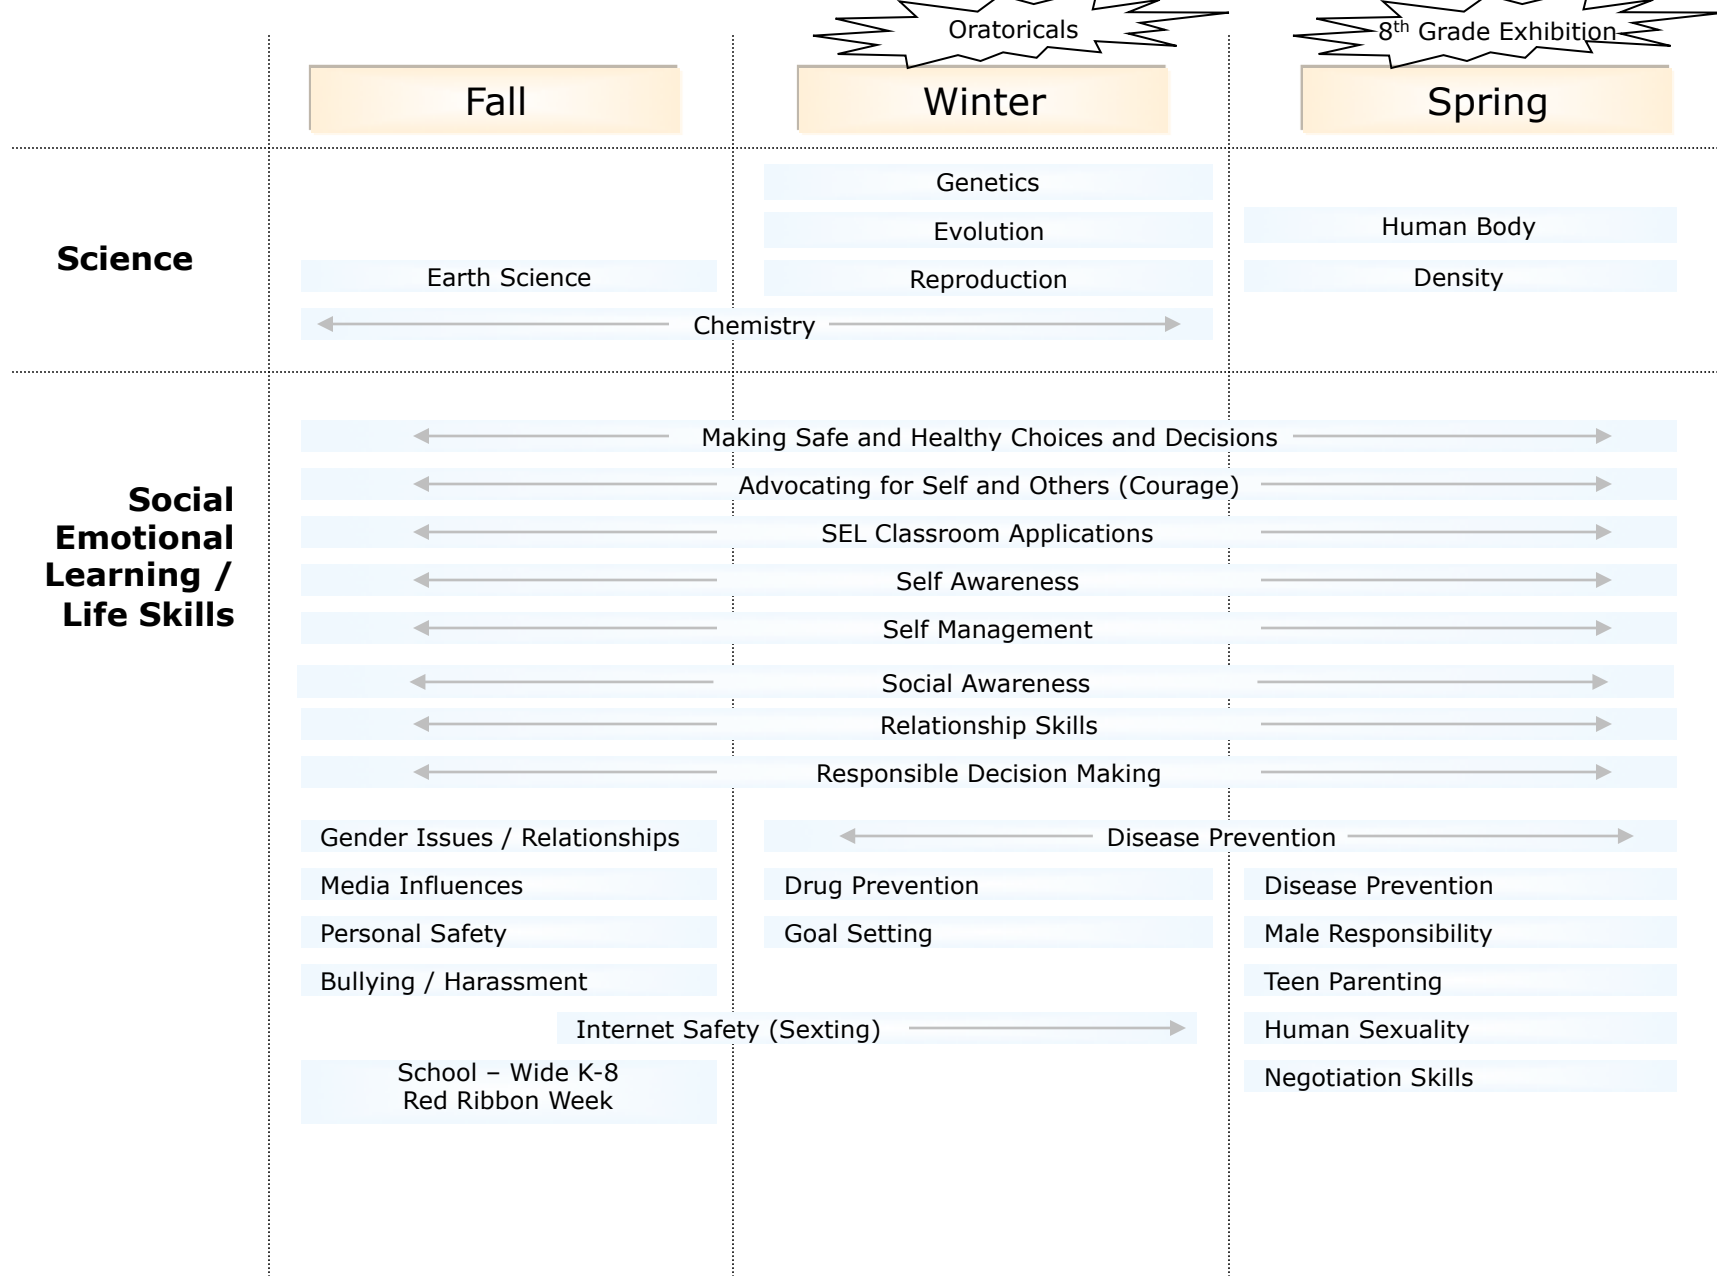 Oratoricals
8th Grade Exhibition
Fall
Winter
Spring
Science
Genetics
Evolution
Reproduction
Human Body
Density
Earth Science
Chemistry
Social
Emotional
Learning /
Life Skills
Making Safe and Healthy Choices and Decisions
Advocating for Self and Others (Courage)
SEL Classroom Applications
Self Awareness
Self Management
Social Awareness
Relationship Skills
Responsible Decision Making
Gender Issues / Relationships
Disease Prevention
Media Influences
Drug Prevention
Disease Prevention
Personal Safety
Goal Setting
Male Responsibility
Bullying / Harassment
Teen Parenting
Internet Safety (Sexting)
Human Sexuality
School – Wide K-8
Red Ribbon Week
Negotiation Skills